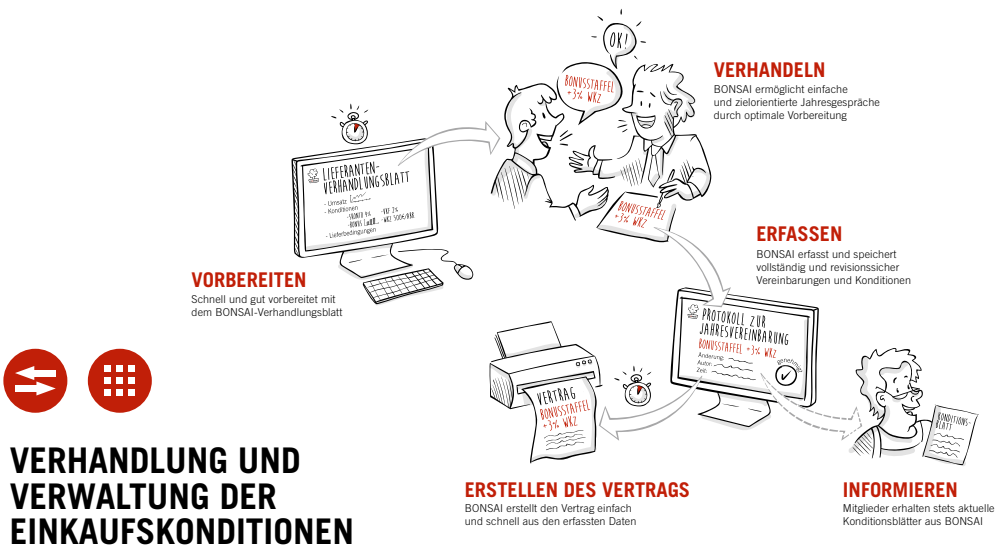 OK!
BONUSSTAFFEL
+3% WKZ
VERHANDELN
BONSAI ermöglicht einfache
und zielorientierte Jahresgespräche
durch optimale Vorbereitung
LIEFERANTEN-
VERHANDLUNGSBLATT
- Umsatz
- Konditionen
- Lieferbedingungen
BONUSSTAFFEL
+3% WKZ
VORBEREITEN
Schnell und gut vorbereitet mit
dem BONSAI-Verhandlungsblatt
ERFASSEN
BONSAI erfasst und speichert
vollständig und revisionssicher
Vereinbarungen und Konditionen
PROTOKOLL ZUR
JAHRESVEREINBARUNG
BONUSSTAFFEL +3% WKZ
Änderung:
Autor:
Zeit:
genehmigt
VERTRAG
BONUSSTAFFEL
+3% WKZ
KONDITIONS-
BLATT
ERSTELLEN DES VERTRAGS
BONSAI erstellt den Vertrag einfach
und schnell aus den erfassten Daten
INFORMIEREN
Mitglieder erhalten stets aktuelle
Konditionsblätter aus BONSAI
VERHANDLUNG UND
VERWALTUNG DER
EINKAUFSKONDITIONEN